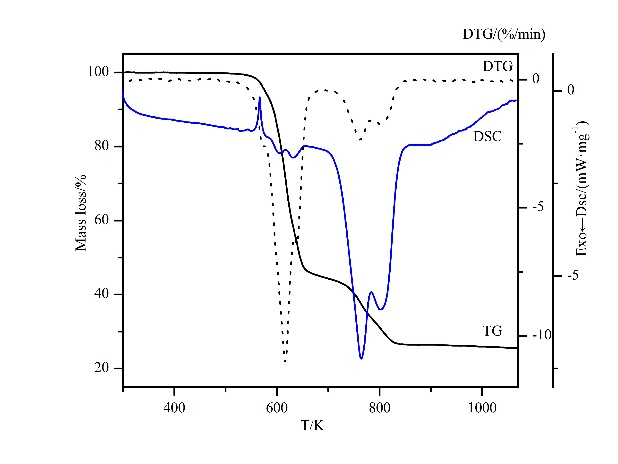 DTG/(%/min)
DTG
100
0
0
DSC
80
60
-5
-5
40
TG
-10
20
400
600
800
1000
T/K
Mass loss/%
Exo←Dsc/(mW·mg⁻¹)